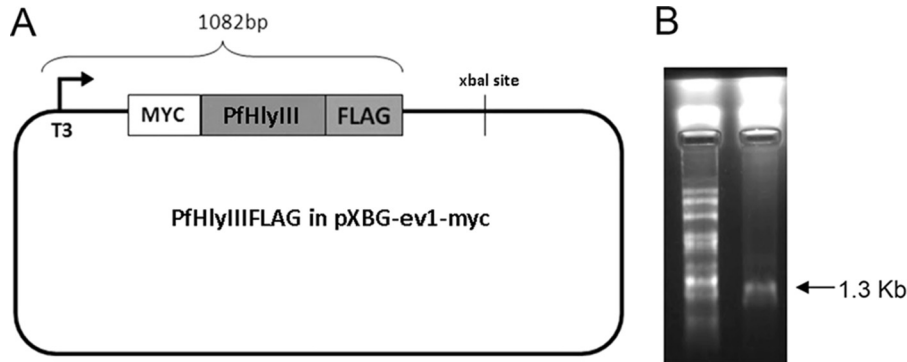 A
1082bp
T3
MYC
PfHlyIII
FLAG
xbaI site
PfHlyIIIFLAG in pXBG-ev1-myc
B
1.3 Kb